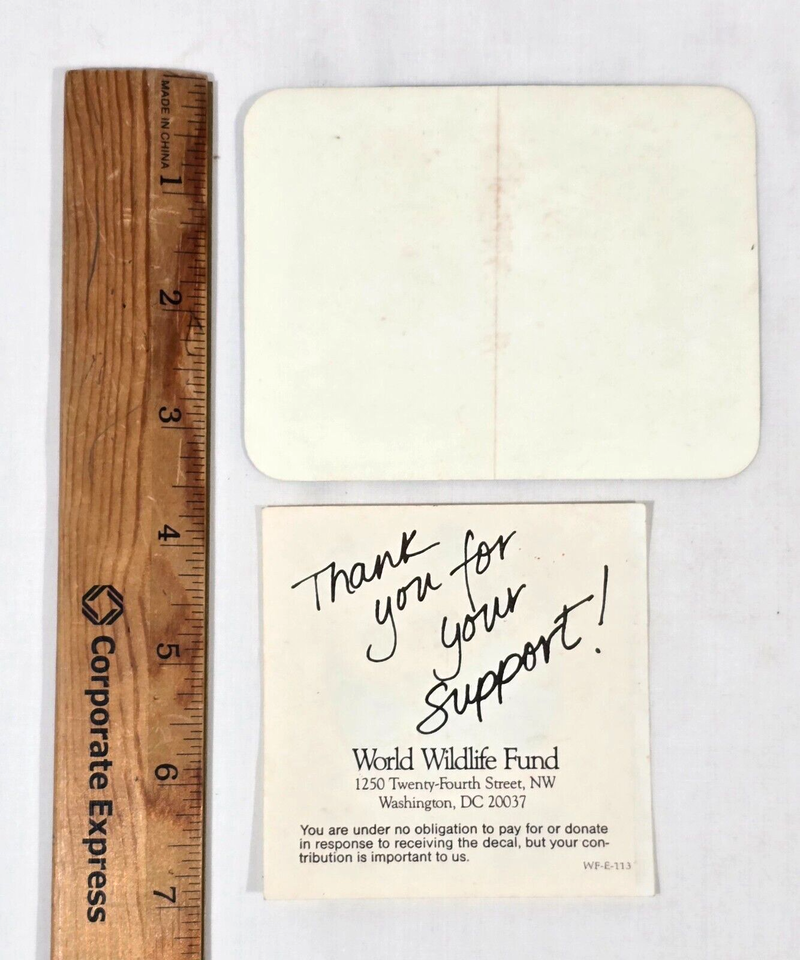 MADE IN CHINA
1
2
3
4
5
6
7
Corporate Express
Thank
you for
your
support!
World Wildlife Fund
1250 Twenty-Fourth Street, NW
Washington, DC 20037
You are under no obligation to pay for or donate
in response to receiving the decal, but your con-
tribution is important to us.
WF-E-113